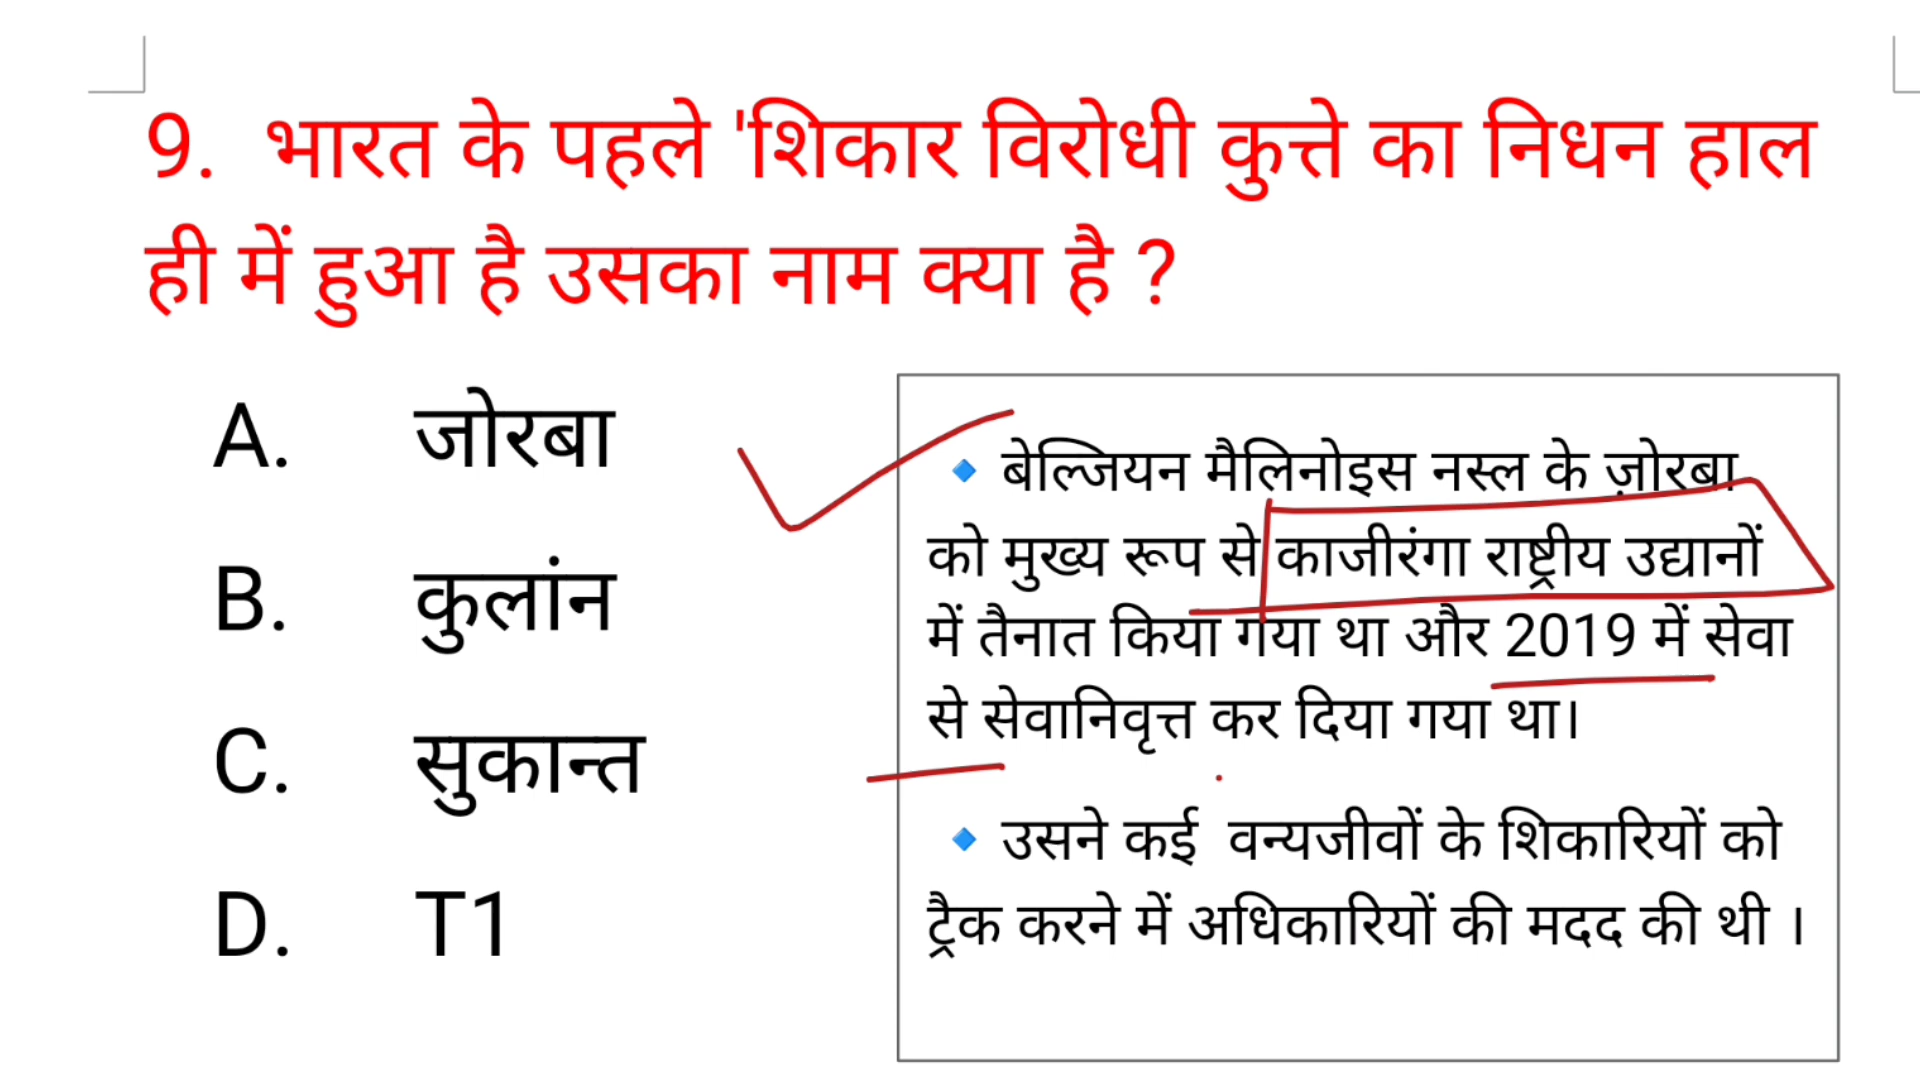 9. भारत के पहले 'शिकार विरोधी कुत्ते का निधन हाल
ही में हुआ है उसका नाम क्या है ?
A. जोरबा
B. कुलांन
C. सुकान्त
D. T1
🔹 बेल्जियन मैलिनोइस नस्ल के ज़ोरबा
को मुख्य रूप से काजीरंगा राष्ट्रीय उद्यानों
में तैनात किया गया था और 2019 में सेवा
से सेवानिवृत्त कर दिया गया था।
🔹 उसने कई वन्यजीवों के शिकारियों को
ट्रैक करने में अधिकारियों की मदद की थी ।